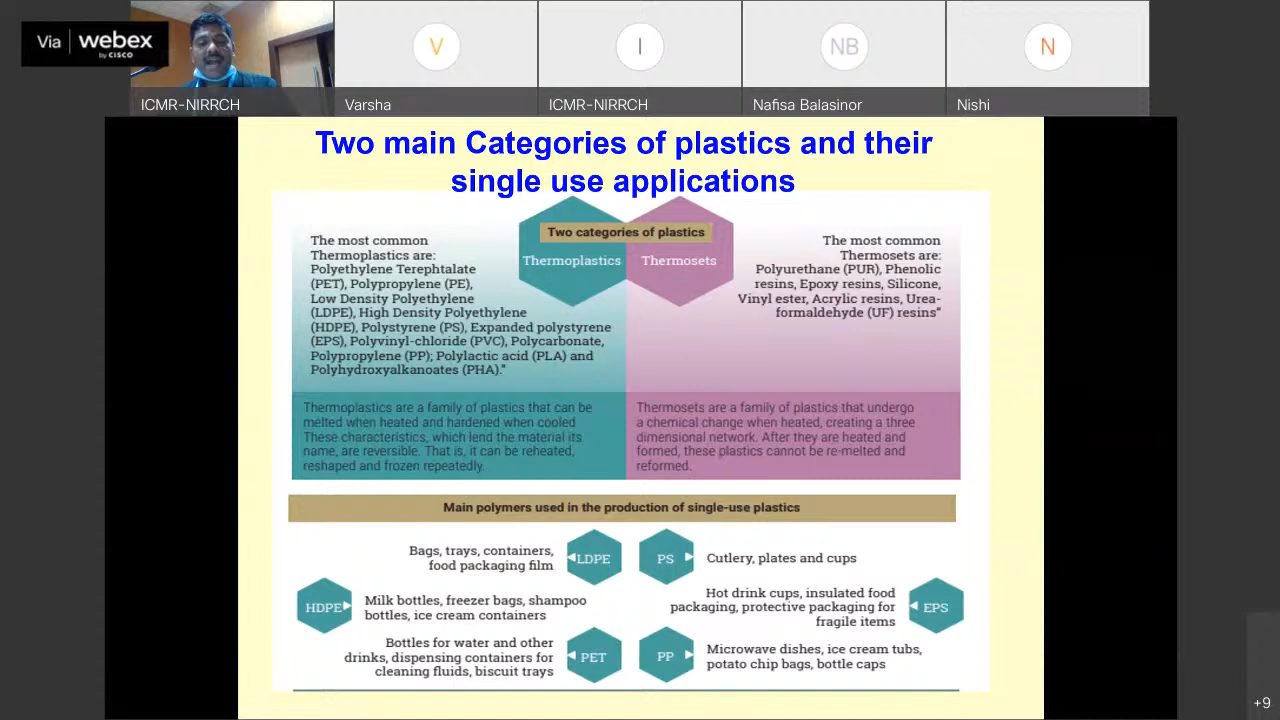 Via webex
by CISCO
V
I
NB
N
ICMR-NIRRCH
Varsha
ICMR-NIRRCH
Nafisa Balasinor
Nishi
Two main Categories of plastics and their
single use applications
Two categories of plastics
Thermoplastics
Thermosets
The most common
Thermoplastics are:
Polyethylene Terephtalate
(PET), Polypropylene (PE),
Low Density Polyethylene
(LDPE), High Density Polyethylene
(HDPE), Polystyrene (PS), Expanded polystyrene
(EPS), Polyvinyl-chloride (PVC), Polycarbonate,
Polypropylene (PP); Polylactic acid (PLA) and
Polyhydroxyalkanoates (PHA)."
The most common
Thermosets are:
Polyurethane (PUR), Phenolic
resins, Epoxy resins, Silicone,
Vinyl ester, Acrylic resins, Urea-
formaldehyde (UF) resins"
Thermoplastics are a family of plastics that can be
melted when heated and hardened when cooled
These characteristics, which lend the material its
name, are reversible. That is, it can be reheated,
reshaped and frozen repeatedly.
Thermosets are a family of plastics that undergo
a chemical change when heated, creating a three
dimensional network. After they are heated and
formed, these plastics cannot be re-melted and
reformed.
Main polymers used in the production of single-use plastics
Bags, trays, containers,
food packaging film
LDPE
PS
Cutlery, plates and cups
HDPE
Milk bottles, freezer bags, shampoo
bottles, ice cream containers
Hot drink cups, insulated food
packaging, protective packaging for
fragile items
EPS
Bottles for water and other
drinks, dispensing containers for
cleaning fluids, biscuit trays
PET
PP
Microwave dishes, ice cream tubs,
potato chip bags, bottle caps
+9